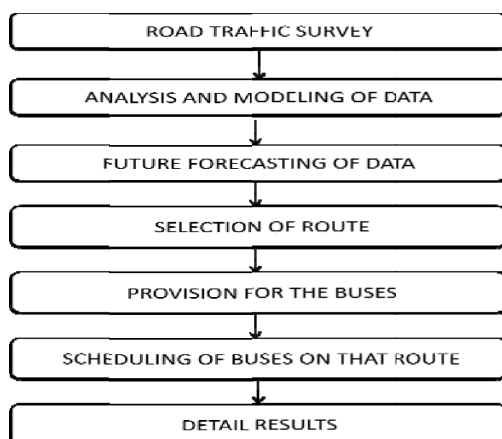 ROAD TRAFFIC SURVEY
ANALYSIS AND MODELING OF DATA
FUTURE FORECASTING OF DATA
SELECTION OF ROUTE
PROVISION FOR THE BUSES
SCHEDULING OF BUSES ON THAT ROUTE
DETAIL RESULTS